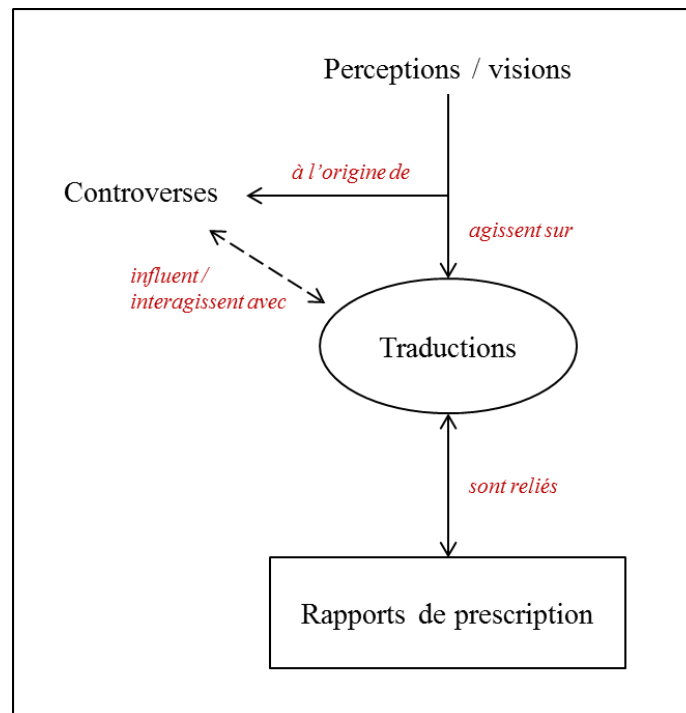 Perceptions / visions
à l’origine de
Controverses
agissent sur
influent /
interagissent avec
Traductions
sont reliés
Rapports de prescription